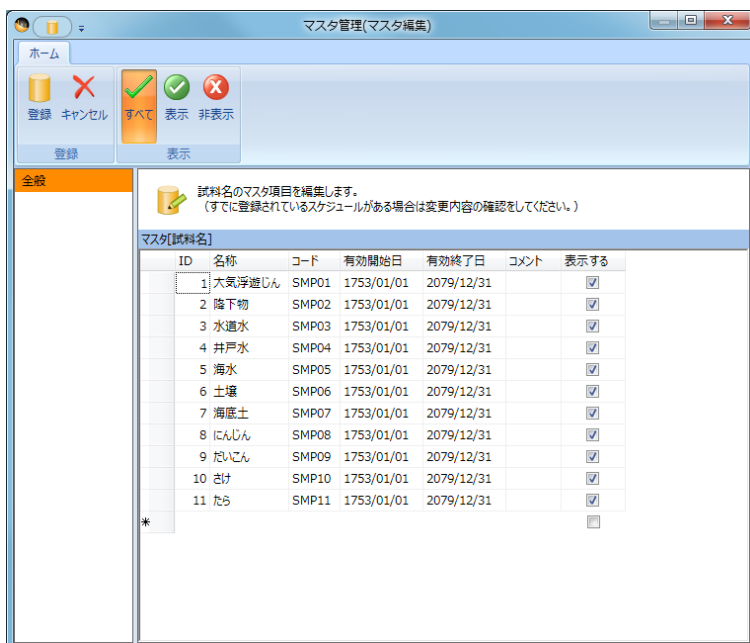 マスタ管理(マスタ編集)
ホーム
登録 キャンセル すべて 表示 非表示
登録 表示
全般
試料名のマスタ項目を編集します。
（すでに登録されているスケジュールがある場合は変更内容の確認をしてください。）
マスタ[試料名]
ID 名称 コード 有効開始日 有効終了日 コメント 表示する
1 大気浮遊じん SMP01 1753/01/01 2079/12/31
2 降下物 SMP02 1753/01/01 2079/12/31
3 水道水 SMP03 1753/01/01 2079/12/31
4 井戸水 SMP04 1753/01/01 2079/12/31
5 海水 SMP05 1753/01/01 2079/12/31
6 土壌 SMP06 1753/01/01 2079/12/31
7 海底土 SMP07 1753/01/01 2079/12/31
8 にんじん SMP08 1753/01/01 2079/12/31
9 だいこん SMP09 1753/01/01 2079/12/31
10 さけ SMP10 1753/01/01 2079/12/31
11 たら SMP11 1753/01/01 2079/12/31